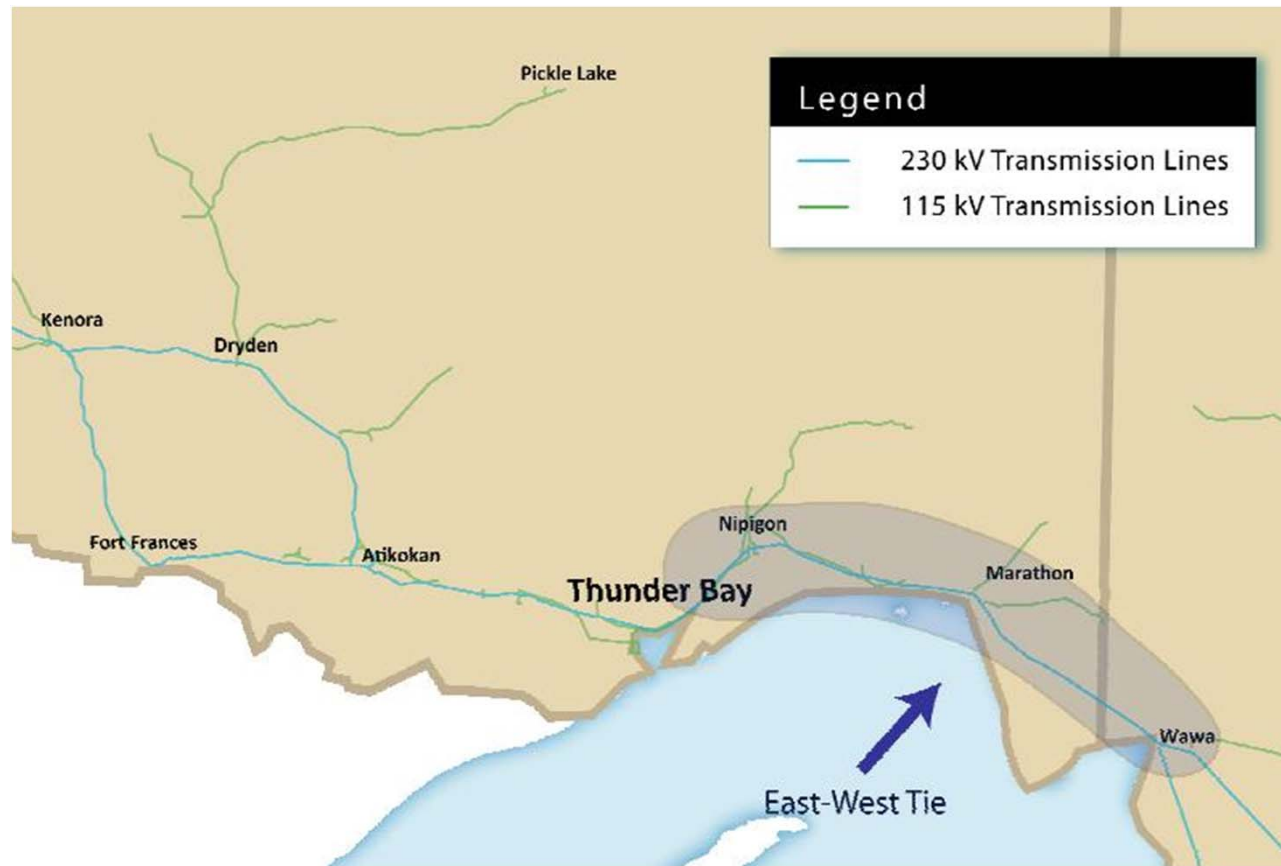 Pickle Lake
Legend
230 kV Transmission Lines
115 kV Transmission Lines
Kenora
Dryden
Nipigon
Fort Frances
Atikokan
Marathon
Thunder Bay
Wawa
East-West Tie